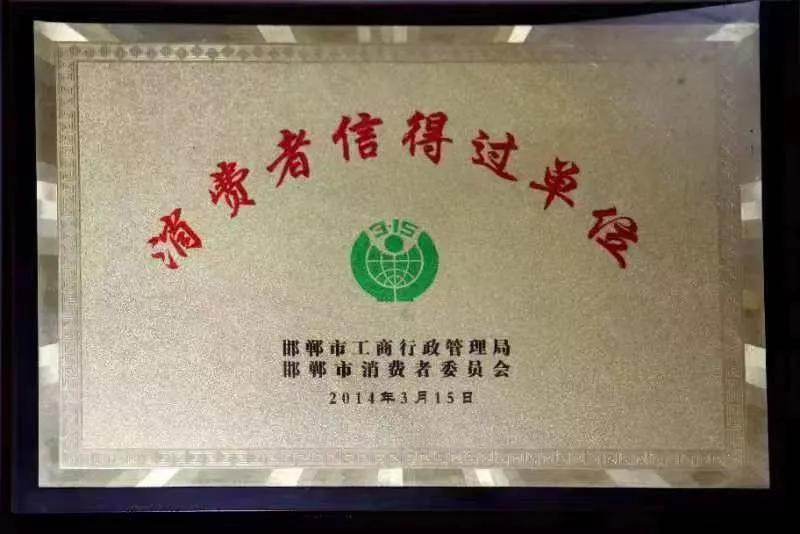 消费者信得过单位
3·15
邯郸市工商行政管理局
邯郸市消费者委员会
2014年3月15日